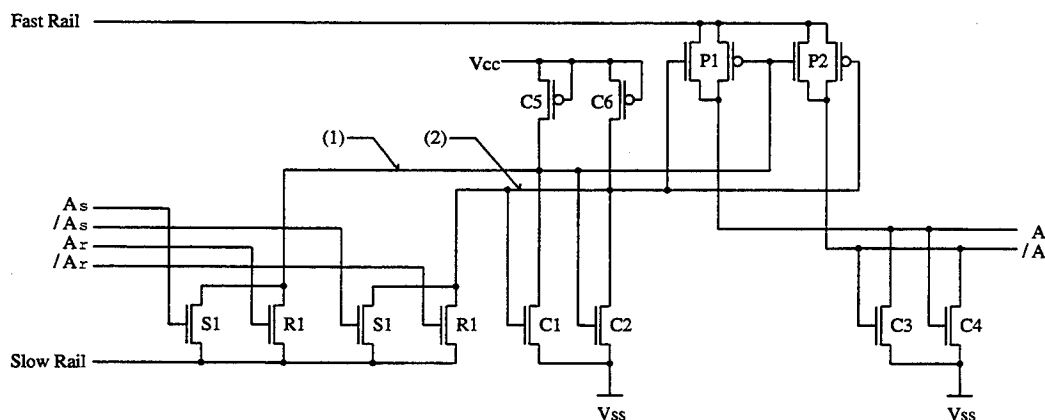 Fast Rail
P1
P2
Vcc
C5
C6
(1)
(2)
As
/As
Ar
/Ar
A
/A
S1
R1
S1
R1
C1
C2
C3
C4
Slow Rail
Vss
Vss